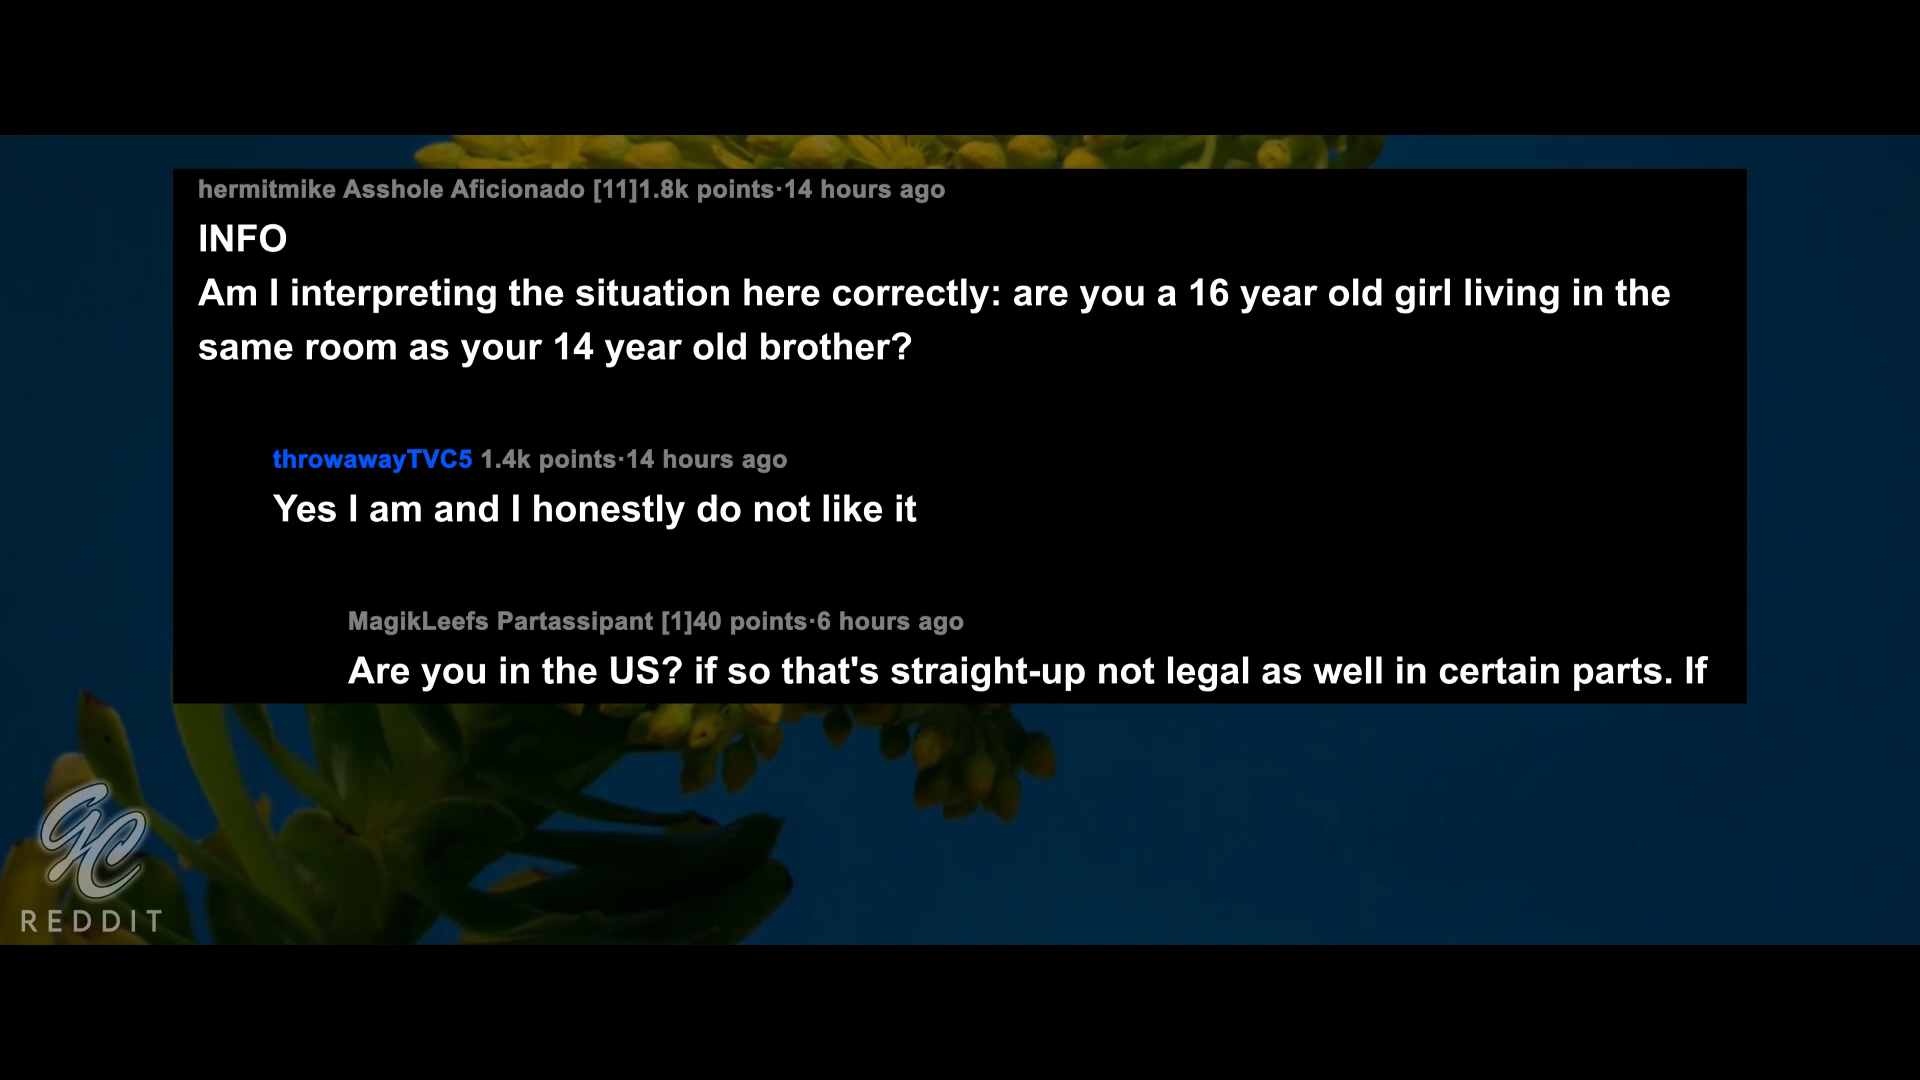 hermitmike Asshole Aficionado [11]1.8k points·14 hours ago
INFO
Am I interpreting the situation here correctly: are you a 16 year old girl living in the
same room as your 14 year old brother?
throwawayTVC5 1.4k points·14 hours ago
Yes I am and I honestly do not like it
MagikLeefs Partassipant [1]40 points·6 hours ago
Are you in the US? if so that's straight-up not legal as well in certain parts. If
GC
REDDIT